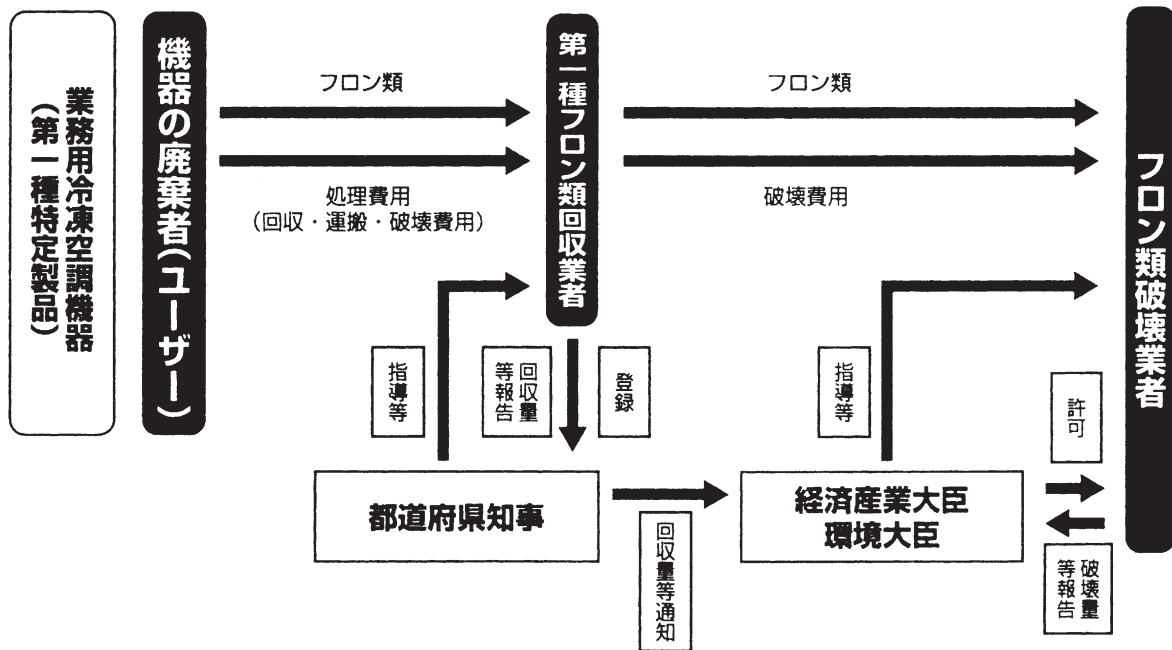 業務用冷凍空調機器
（第一種特定製品）
機器の廃棄者（ユーザー）
フロン類
処理費用
（回収・運搬・破壊費用）
第一種フロン類回収業者
フロン類
破壊費用
フロン類破壊業者
指導等
回収量
等報告
登録
指導等
許可
都道府県知事
回収量等通知
経済産業大臣
環境大臣
破壊量
等報告